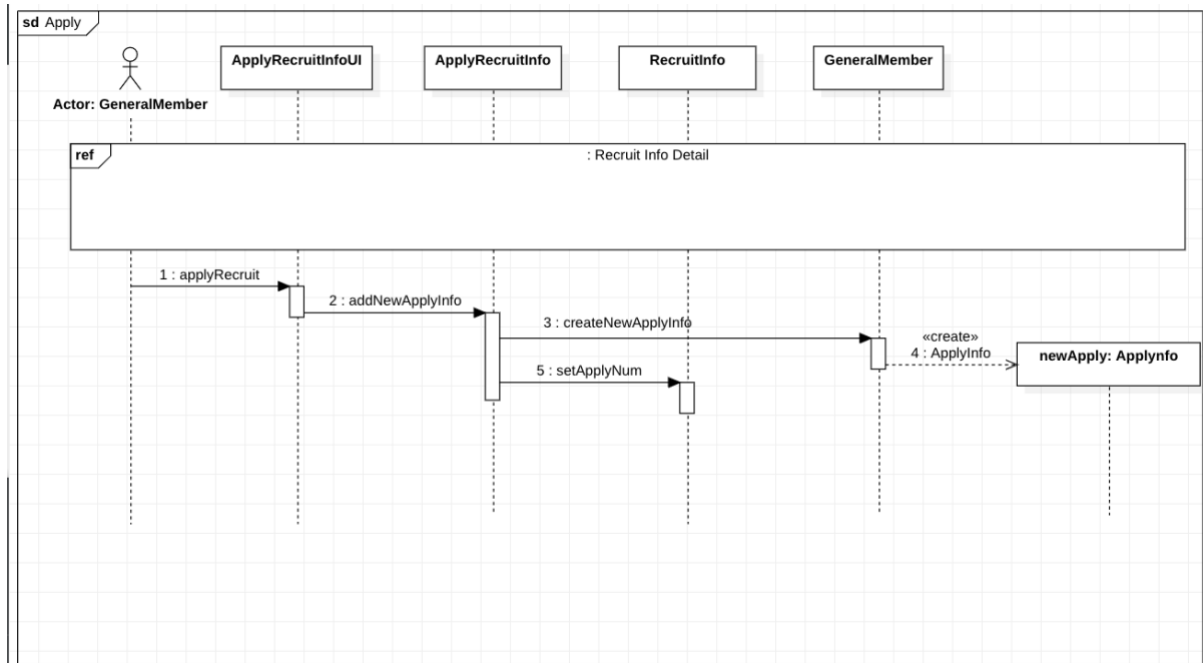 sd Apply
ApplyRecruitInfoUI
ApplyRecruitInfo
RecruitInfo
GeneralMember
Actor: GeneralMember
ref
: Recruit Info Detail
1 : applyRecruit
2 : addNewApplyInfo
3 : createNewApplyInfo
«create»
4 : ApplyInfo
newApply: Applynfo
5 : setApplyNum